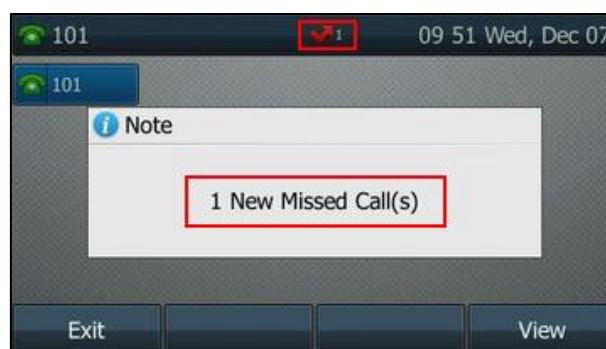 101 1 09 51 Wed, Dec 07
101
Note
1 New Missed Call(s)
Exit View